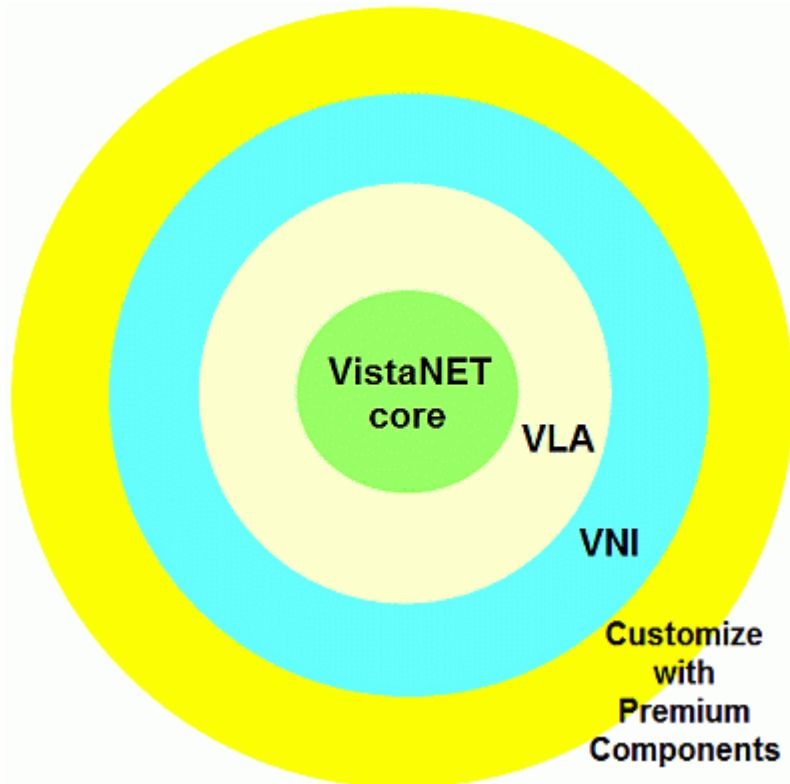 VistaNET
core
VLA
VNI
Customize
with
Premium
Components